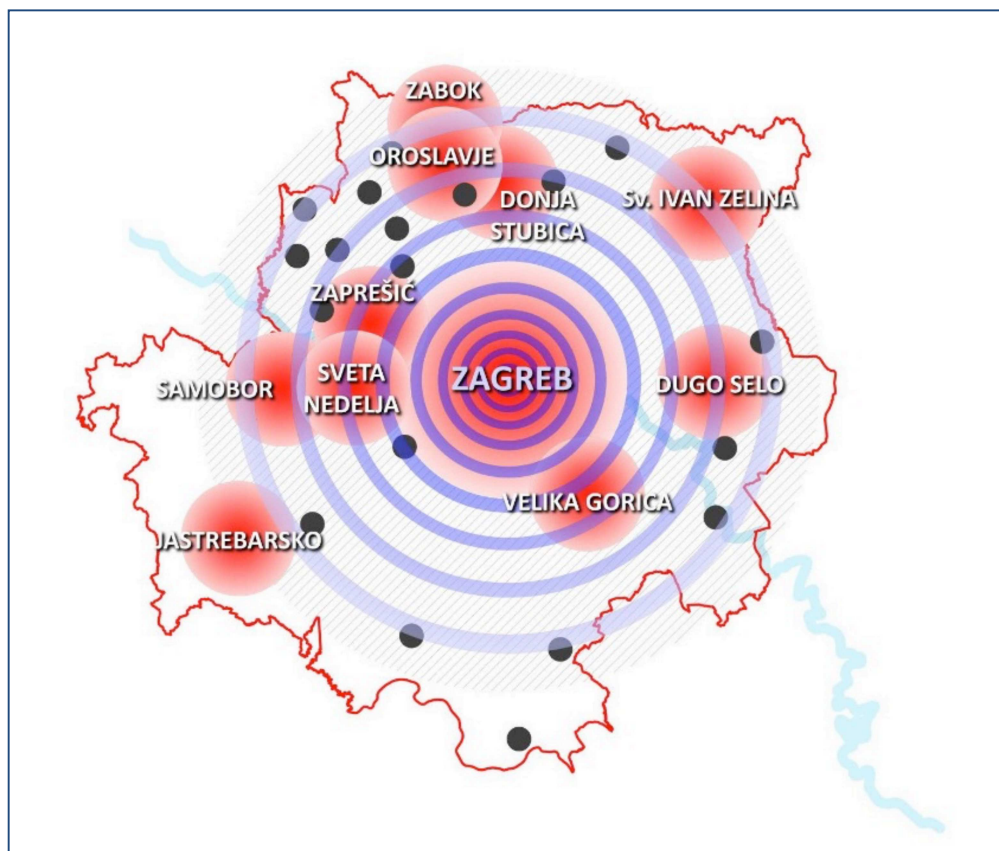 ZABOK
OROSLAVJE
DONJA
STUBICA
Sv. IVAN ZELINA
ZAPREŠIĆ
SAMOBOR
SVETA
NEDELJA
ZAGREB
DUGO SELO
VELIKA GORICA
JASTREBARSKO